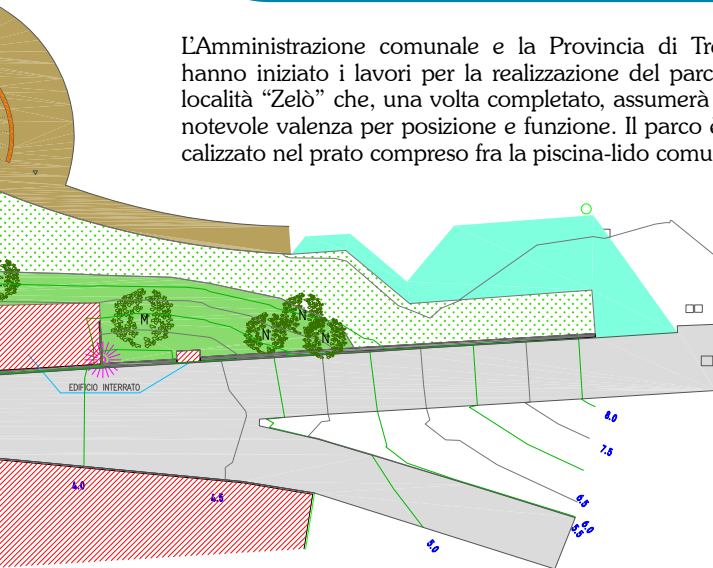 L'Amministrazione comunale e la Provincia di Tre
hanno iniziato i lavori per la realizzazione del parc
località “Zelò” che, una volta completato, assumerà
notevole valenza per posizione e funzione. Il parco è
calizzato nel prato compreso fra la piscina-lido comu
M
N
N
N
EDIFICIO INTERRATO
8.0
7.5
4.0
4.5
6.5
6.0
5.5
5.0